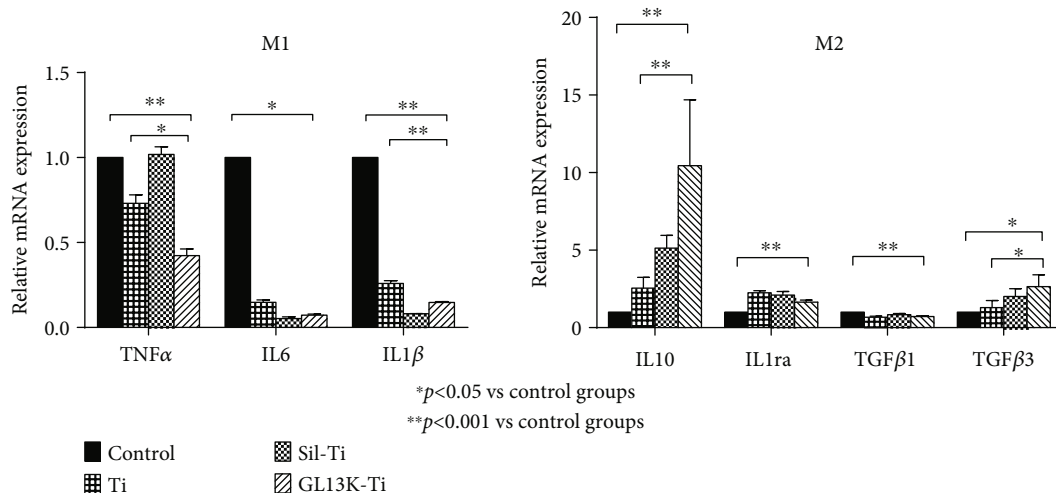 M1
Relative mRNA expression
1.5
1.0
0.5
0.0
**
*
*
**
**
TNFα
IL6
IL1β
M2
Relative mRNA expression
20
15
10
5
0
**
**
**
**
*
*
IL10
IL1ra
TGFβ1
TGFβ3
*p<0.05 vs control groups
**p<0.001 vs control groups
Control
Ti
Sil-Ti
GL13K-Ti